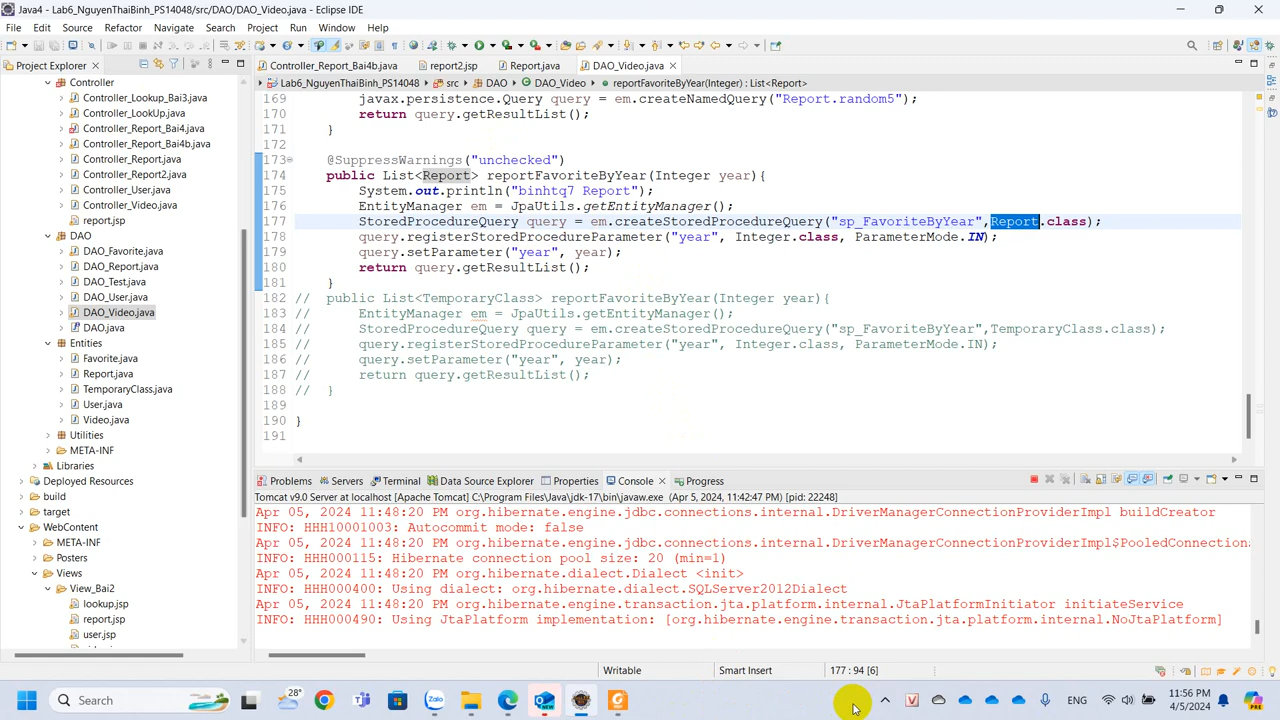 Java4 - Lab6_NguyenThaiBinh_PS14048/src/DAO/DAO_Video.java - Eclipse IDE
File Edit Source Refactor Navigate Search Project Run Window Help
Project Explorer
Controller_Report_Bai4b.java report2.jsp Report.java DAO_Video.java
Lab6_NguyenThaiBinh_PS14048 src DAO DAO_Video reportFavoriteByYear(Integer) : List<Report>
Controller
Controller_Lookup_Bai3.java
Controller_LookUp.java
Controller_Report_Bai4.java
Controller_Report_Bai4b.java
Controller_Report.java
Controller_Report2.java
Controller_User.java
Controller_Video.java
report.jsp
DAO
DAO_Favorite.java
DAO_Report.java
DAO_Test.java
DAO_User.java
DAO_Video.java
DAO.java
Entities
Favorite.java
Report.java
TemporaryClass.java
User.java
Video.java
Utilities
META-INF
Libraries
Deployed Resources
build
target
WebContent
META-INF
Posters
Views
View_Bai2
lookup.jsp
report.jsp
user.jsp
169 javax.persistence.Query query = em.createNamedQuery("Report.random5");
170 return query.getResultList();
171 }
172
173 @SuppressWarnings("unchecked")
174 public List<Report> reportFavoriteByYear(Integer year){
175 System.out.println("binhtq7 Report");
176 EntityManager em = JpaUtils.getEntityManager();
177 StoredProcedureQuery query = em.createStoredProcedureQuery("sp_FavoriteByYear",Report.class);
178 query.registerStoredProcedureParameter("year", Integer.class, ParameterMode.IN);
179 query.setParameter("year", year);
180 return query.getResultList();
181 }
182 // public List<TemporaryClass> reportFavoriteByYear(Integer year){
183 // EntityManager em = JpaUtils.getEntityManager();
184 // StoredProcedureQuery query = em.createStoredProcedureQuery("sp_FavoriteByYear",TemporaryClass.class);
185 // query.registerStoredProcedureParameter("year", Integer.class, ParameterMode.IN);
186 // query.setParameter("year", year);
187 // return query.getResultList();
188 // }
189
190 }
191
Problems Servers Terminal Data Source Explorer Properties Console Progress
Tomcat v9.0 Server at localhost [Apache Tomcat] C:\Program Files\Java\jdk-17\bin\javaw.exe (Apr 5, 2024, 11:42:47 PM) [pid: 22248]
Apr 05, 2024 11:48:20 PM org.hibernate.engine.jdbc.connections.internal.DriverManagerConnectionProviderImpl buildCreator
INFO: HHH10001003: Autocommit mode: false
Apr 05, 2024 11:48:20 PM org.hibernate.engine.jdbc.connections.internal.DriverManagerConnectionProviderImpl$PooledConnection
INFO: HHH000115: Hibernate connection pool size: 20 (min=1)
Apr 05, 2024 11:48:20 PM org.hibernate.dialect.Dialect <init>
INFO: HHH000400: Using dialect: org.hibernate.dialect.SQLServer2012Dialect
Apr 05, 2024 11:48:20 PM org.hibernate.engine.transaction.jta.platform.internal.JtaPlatformInitiator initiateService
INFO: HHH000490: Using JtaPlatform implementation: [org.hibernate.engine.transaction.jta.platform.internal.NoJtaPlatform]
Writable Smart Insert 177 : 94 [6]
Search 28° ENG 11:56 PM
4/5/2024